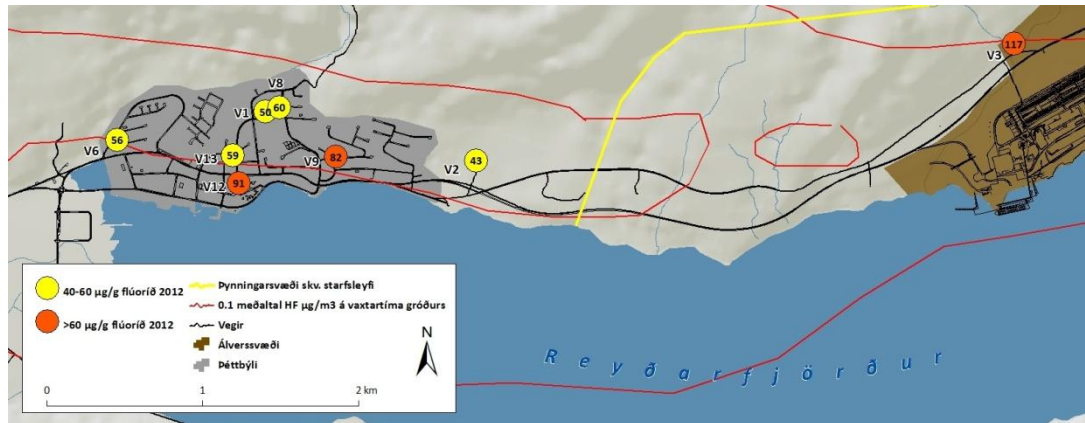 V8
V1
50
60
V6
56
V13
59
V9
82
V12
91
V2
43
V3
117
40-60 µg/g flúoríð 2012
>60 µg/g flúoríð 2012
Þynningarsvæði skv. starfsleyfi
0.1 meðaltal HF µg/m3 á vaxtartíma gróðurs
Vegir
Álverssvæði
Þéttbýli
N
0 1 2 km
Reyðarfjörður